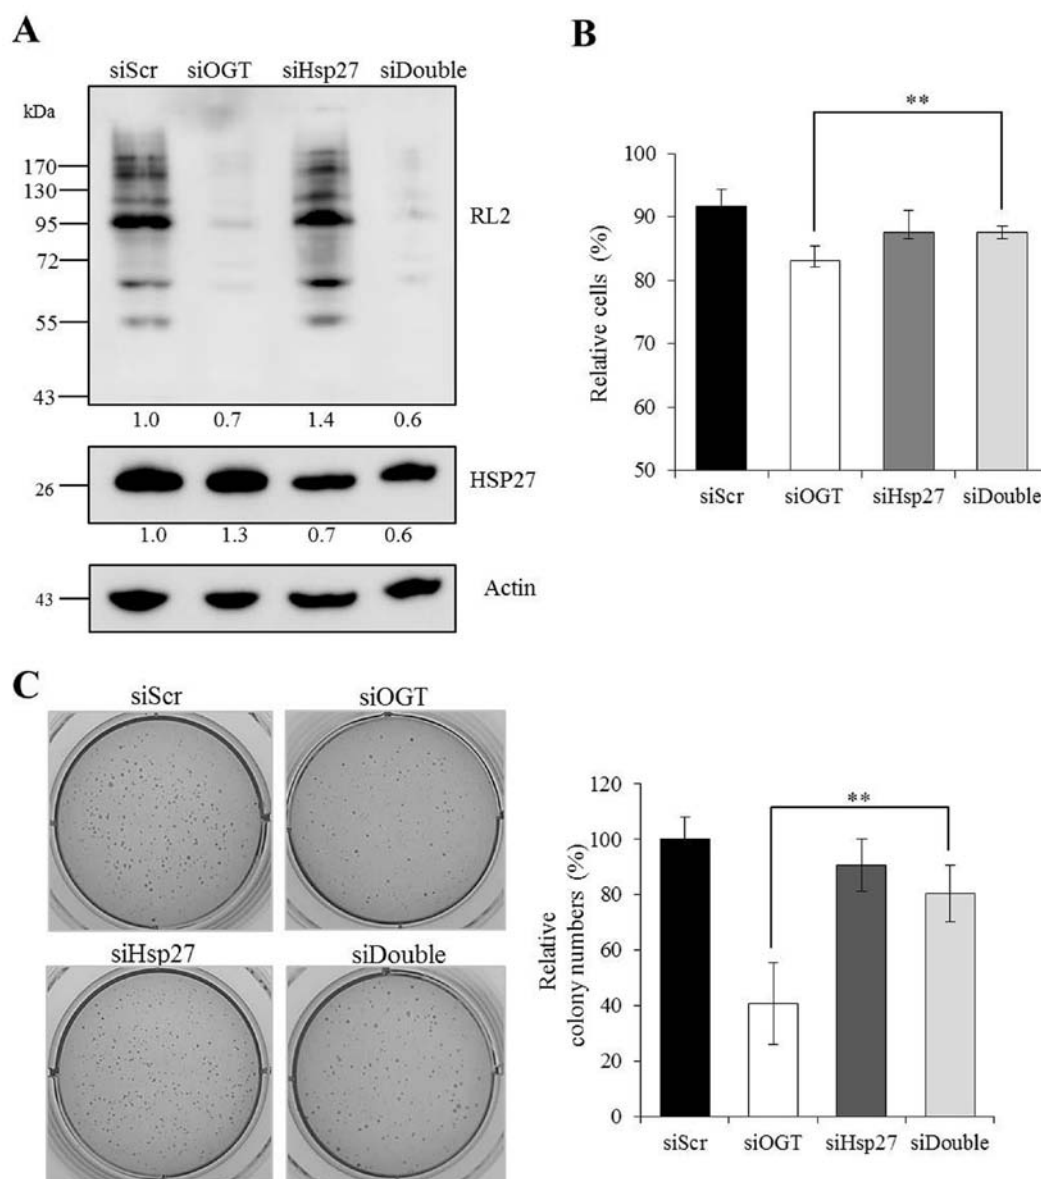 A
siScr siOGT siHsp27 siDouble
kDa
170
130
95
72
55
43
RL2
1.0 0.7 1.4 0.6
26
HSP27
1.0 1.3 0.7 0.6
43
Actin
B
**
Relative cells (%)
100
90
80
70
60
50
siScr siOGT siHsp27 siDouble
C
siScr siOGT
siHsp27 siDouble
**
Relative
colony numbers (%)
120
100
80
60
40
20
0
siScr siOGT siHsp27 siDouble